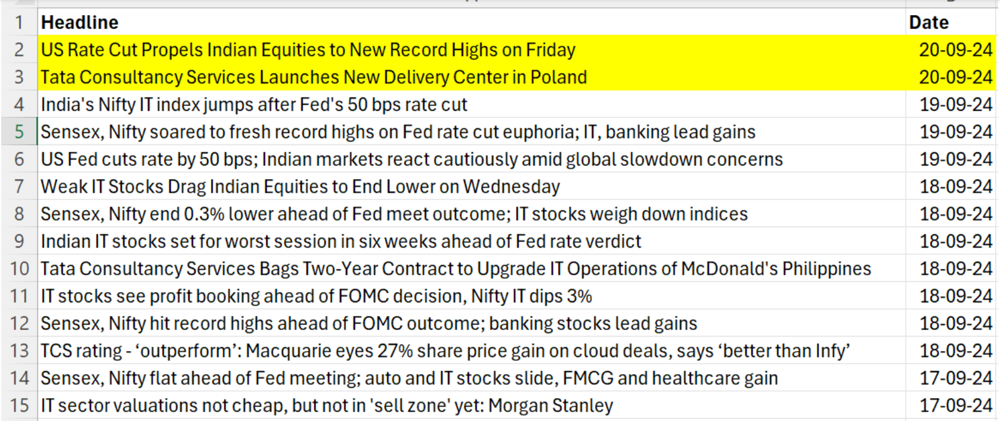 1 Headline Date
2 US Rate Cut Propels Indian Equities to New Record Highs on Friday 20-09-24
3 Tata Consultancy Services Launches New Delivery Center in Poland 20-09-24
4 India's Nifty IT index jumps after Fed's 50 bps rate cut 19-09-24
5 Sensex, Nifty soared to fresh record highs on Fed rate cut euphoria; IT, banking lead gains 19-09-24
6 US Fed cuts rate by 50 bps; Indian markets react cautiously amid global slowdown concerns 19-09-24
7 Weak IT Stocks Drag Indian Equities to End Lower on Wednesday 18-09-24
8 Sensex, Nifty end 0.3% lower ahead of Fed meet outcome; IT stocks weigh down indices 18-09-24
9 Indian IT stocks set for worst session in six weeks ahead of Fed rate verdict 18-09-24
10 Tata Consultancy Services Bags Two-Year Contract to Upgrade IT Operations of McDonald's Philippines 18-09-24
11 IT stocks see profit booking ahead of FOMC decision, Nifty IT dips 3% 18-09-24
12 Sensex, Nifty hit record highs ahead of FOMC outcome; banking stocks lead gains 18-09-24
13 TCS rating - ‘outperform’: Macquarie eyes 27% share price gain on cloud deals, says ‘better than Infy’ 18-09-24
14 Sensex, Nifty flat ahead of Fed meeting; auto and IT stocks slide, FMCG and healthcare gain 17-09-24
15 IT sector valuations not cheap, but not in 'sell zone' yet: Morgan Stanley 17-09-24